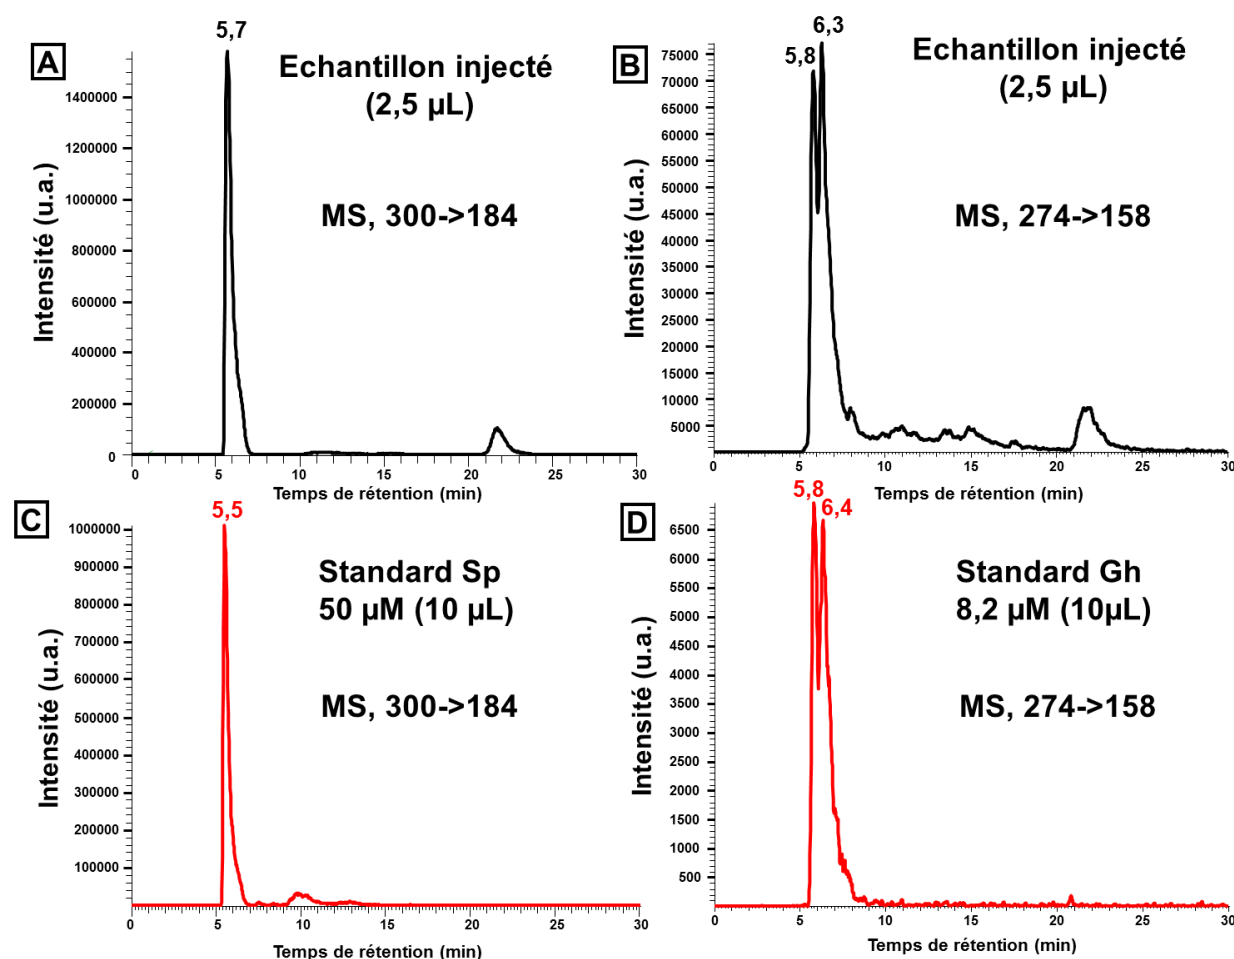 A
5,7
Echantillon injecté
(2,5 µL)
MS, 300->184
Intensité (u.a.)
1400000
1200000
1000000
800000
600000
400000
200000
0
0 5 10 15 20 25 30
Temps de rétention (min)
B
6,3
5,8
Echantillon injecté
(2,5 µL)
MS, 274->158
Intensité (u.a.)
75000
70000
65000
60000
55000
50000
45000
40000
35000
30000
25000
20000
15000
10000
5000
0 5 10 15 20 25 30
Temps de rétention (min)
C
5,5
Standard Sp
50 µM (10 µL)
MS, 300->184
Intensité (u.a.)
1000000
900000
800000
700000
600000
500000
400000
300000
200000
100000
0 5 10 15 20 25 30
Temps de rétention (min)
D
5,8
6,4
Standard Gh
8,2 µM (10µL)
MS, 274->158
Intensité (u.a.)
6500
6000
5500
5000
4500
4000
3500
3000
2500
2000
1500
1000
500
0 5 10 15 20 25 30
Temps de rétention (min)